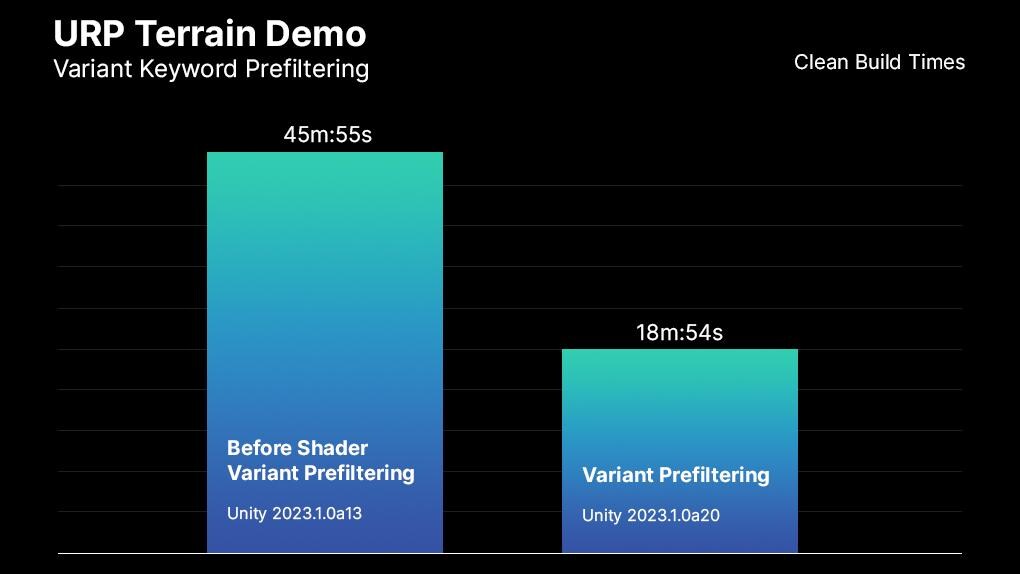 URP Terrain Demo
Variant Keyword Prefiltering
Clean Build Times
45m:55s
18m:54s
Before Shader
Variant Prefiltering
Unity 2023.1.0a13
Variant Prefiltering
Unity 2023.1.0a20